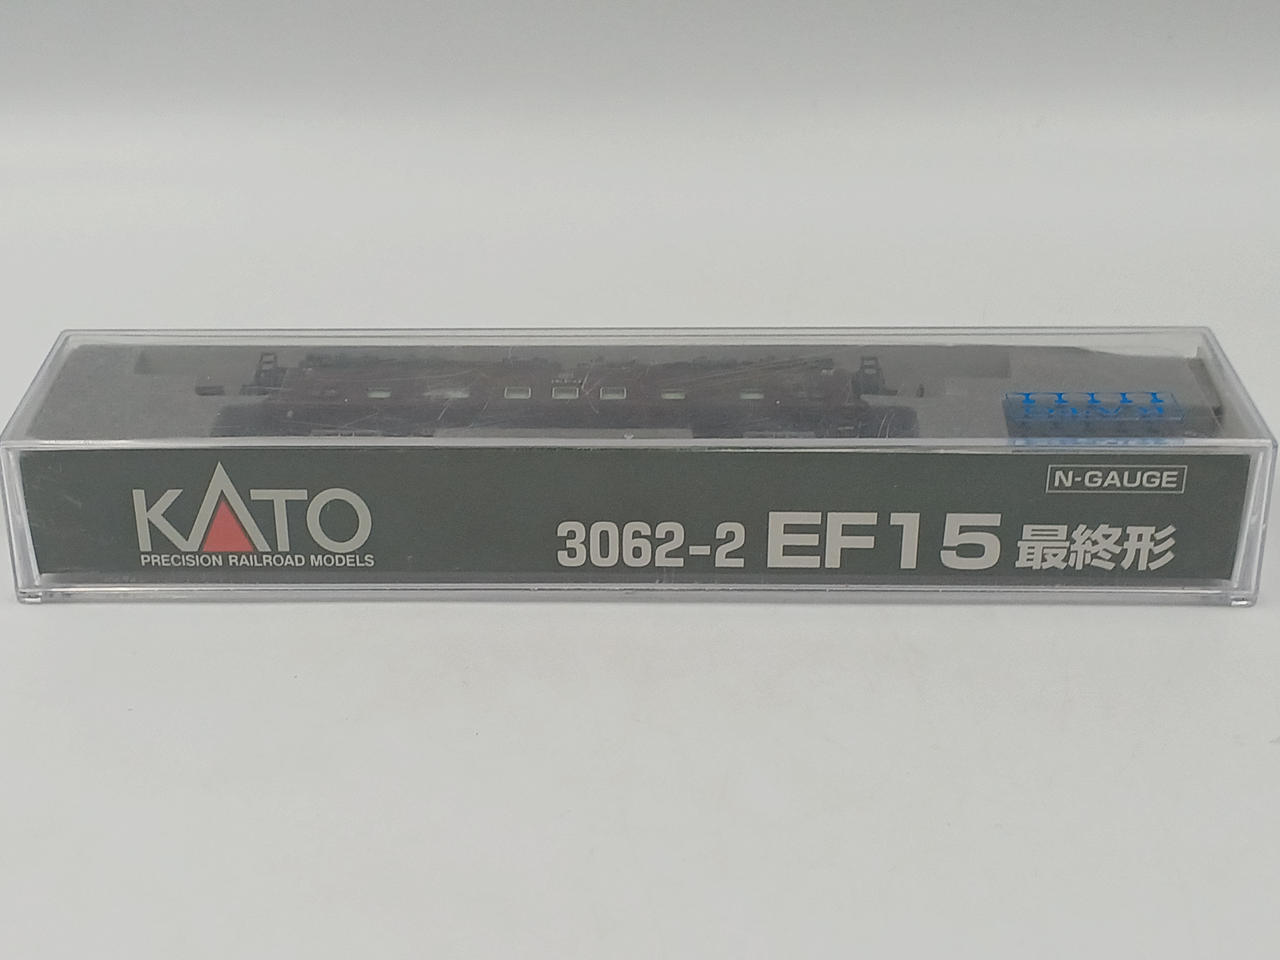 N-GAUGE
KATO
PRECISION RAILROAD MODELS
3062-2 EF15 最終形